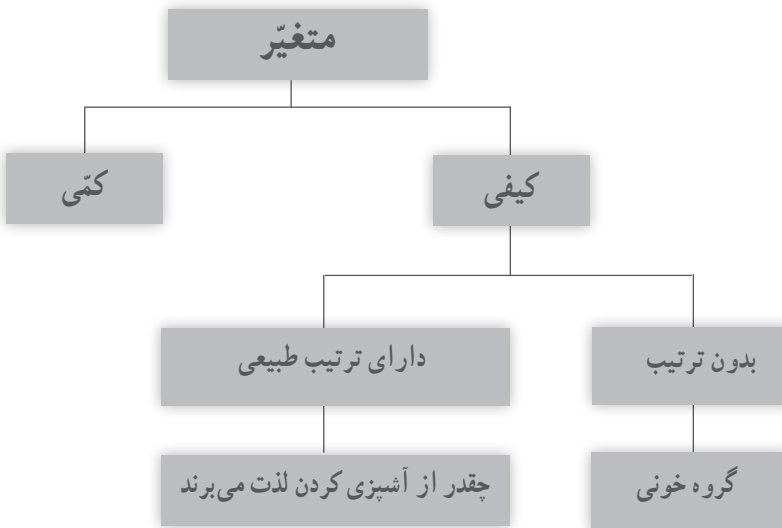 متغیّر
کیفی
کمّی
بدون ترتیب
دارای ترتیب طبیعی
گروه خونی
چقدر از آشپزی کردن لذت می‌برند